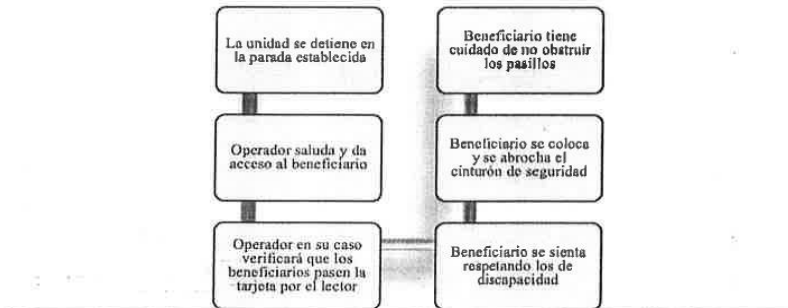 La unidad se detiene en
la parada establecida
Operador saluda y da
acceso al beneficiario
Operador en su caso
verificará que los
beneficiarios pasen la
tarjeta por el lector
Beneficiario se sienta
respetando los de
discapacidad
Beneficiario se coloca
y se abrocha el
cinturón de seguridad
Beneficiario tiene
cuidado de no obstruir
los pasillos